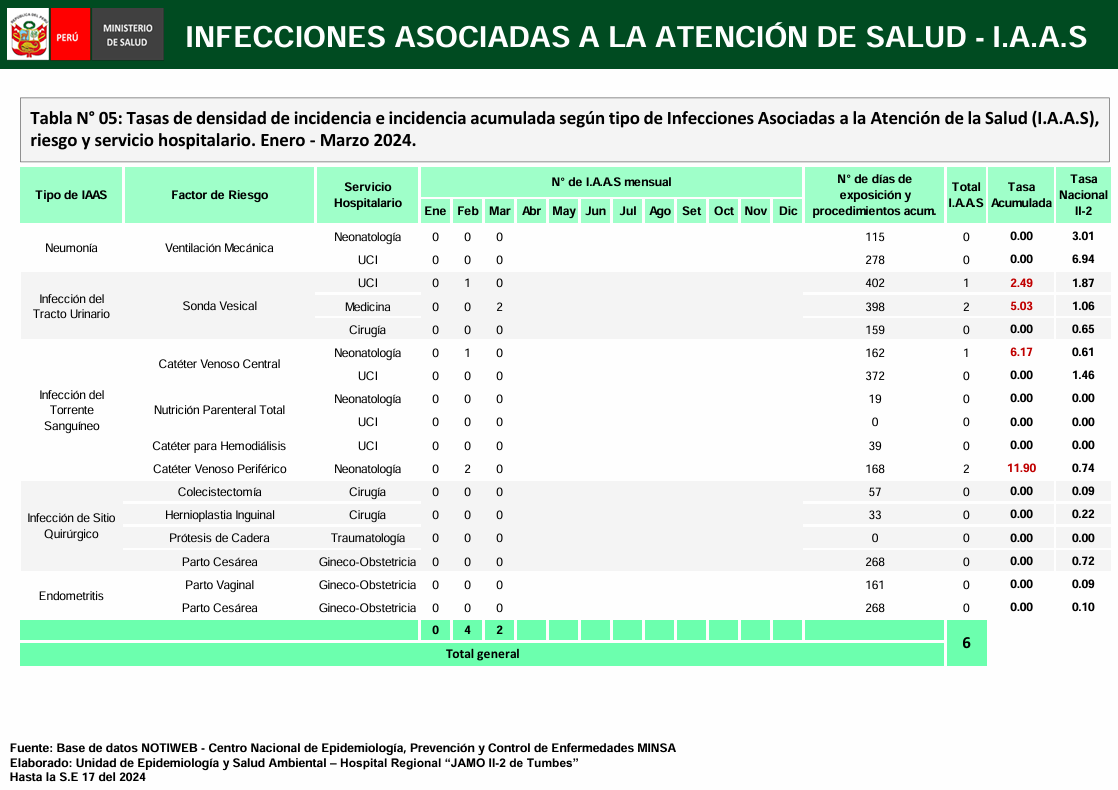 REPÚBLICA DEL PERÚ
PERÚ
MINISTERIO
DE SALUD
INFECCIONES ASOCIADAS A LA ATENCIÓN DE SALUD - I.A.A.S
Tabla N° 05: Tasas de densidad de incidencia e incidencia acumulada según tipo de Infecciones Asociadas a la Atención de la Salud (I.A.A.S),
riesgo y servicio hospitalario. Enero - Marzo 2024.
Tipo de IAAS Factor de Riesgo Servicio Hospitalario N° de I.A.A.S mensual N° de días de exposición y procedimientos acum. Total I.A.A.S Tasa Acumulada Tasa Nacional II-2
Ene Feb Mar Abr May Jun Jul Ago Set Oct Nov Dic
Neumonía Ventilación Mecánica Neonatología 0 0 0 115 0 0.00 3.01
UCI 0 0 0 278 0 0.00 6.94
Infección del Tracto Urinario Sonda Vesical UCI 0 1 0 402 1 2.49 1.87
Medicina 0 0 2 398 2 5.03 1.06
Cirugía 0 0 0 159 0 0.00 0.65
Infección del Torrente Sanguíneo Catéter Venoso Central Neonatología 0 1 0 162 1 6.17 0.61
UCI 0 0 0 372 0 0.00 1.46
Nutrición Parenteral Total Neonatología 0 0 0 19 0 0.00 0.00
UCI 0 0 0 0 0 0.00 0.00
Catéter para Hemodiálisis UCI 0 0 0 39 0 0.00 0.00
Catéter Venoso Periférico Neonatología 0 2 0 168 2 11.90 0.74
Infección de Sitio Quirúrgico Colecistectomía Cirugía 0 0 0 57 0 0.00 0.09
Hernioplastia Inguinal Cirugía 0 0 0 33 0 0.00 0.22
Prótesis de Cadera Traumatología 0 0 0 0 0 0.00 0.00
Parto Cesárea Gineco-Obstetricia 0 0 0 268 0 0.00 0.72
Endometritis Parto Vaginal Gineco-Obstetricia 0 0 0 161 0 0.00 0.09
Parto Cesárea Gineco-Obstetricia 0 0 0 268 0 0.00 0.10
0 4 2
Total general 6
Fuente: Base de datos NOTIWEB - Centro Nacional de Epidemiología, Prevención y Control de Enfermedades MINSA
Elaborado: Unidad de Epidemiología y Salud Ambiental – Hospital Regional “JAMO II-2 de Tumbes”
Hasta la S.E 17 del 2024